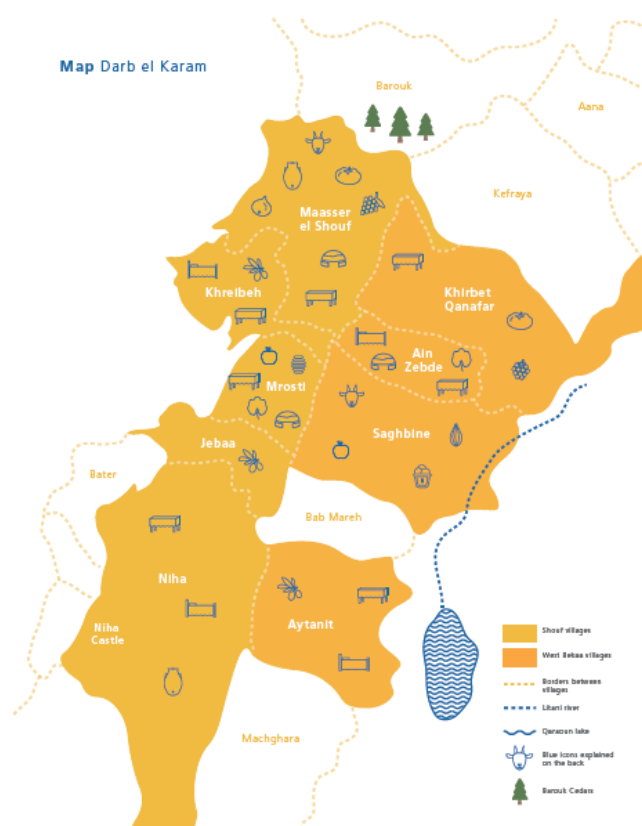 Map Darb el Karam
Barouk
Aana
Kefraya
Maasser
el Shouf
Khreibeh
Khirbet
Qanafar
Ain
Zebde
Mrosti
Saghbine
Jebaa
Bater
Bab Mareh
Niha
Niha
Castle
Aytanit
Machghara
Shouf villages
West Bekaa villages
Borders between
villages
Litani river
Qaraoun lake
Blue icons explained
on the back
Barouk Cedars